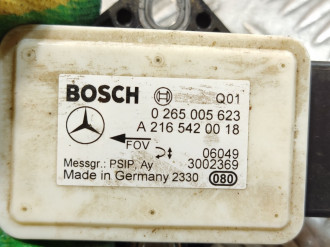 BOSCH Q01
0 265 005 623
A 216 542 00 18
FOV
06049
Messgr.: PSIP, Ay 3002369
Made in Germany 2330 080